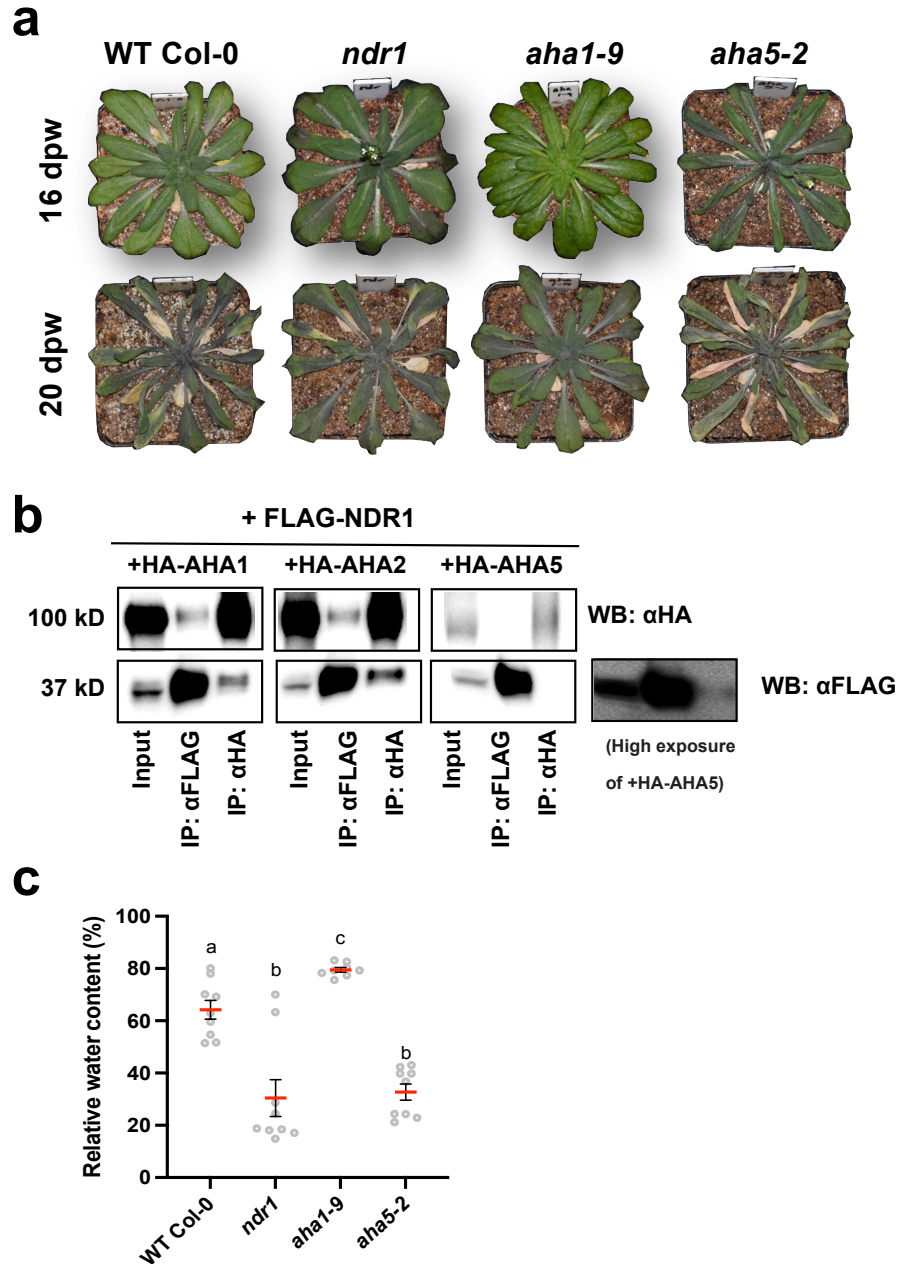 a
WT Col-0 ndr1 aha1-9 aha5-2
16 dpw
20 dpw
b
+ FLAG-NDR1
+HA-AHA1 +HA-AHA2 +HA-AHA5
100 kD WB: αHA
37 kD WB: αFLAG
Input IP: αFLAG IP: αHA Input IP: αFLAG IP: αHA Input IP: αFLAG IP: αHA
(High exposure
of +HA-AHA5)
c
Relative water content (%)
100
80
60
40
20
0
a b c b
WT Col-0 ndr1 aha1-9 aha5-2